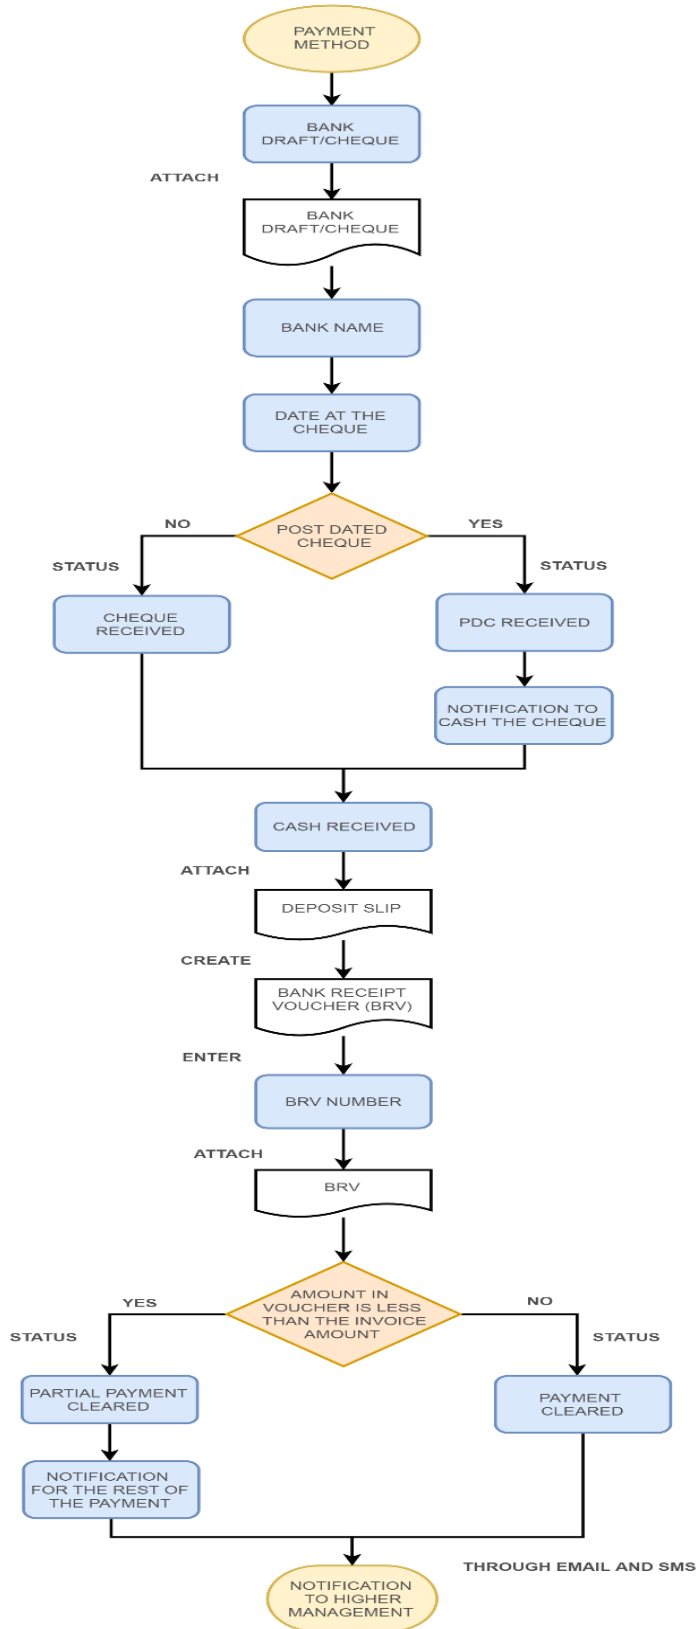 PAYMENT
METHOD
BANK
DRAFT/CHEQUE
ATTACH
BANK
DRAFT/CHEQUE
BANK NAME
DATE AT THE
CHEQUE
POST DATED
CHEQUE
NO
YES
STATUS
STATUS
CHEQUE
RECEIVED
PDC RECEIVED
NOTIFICATION TO
CASH THE CHEQUE
CASH RECEIVED
ATTACH
DEPOSIT SLIP
CREATE
BANK RECEIPT
VOUCHER (BRV)
ENTER
BRV NUMBER
ATTACH
BRV
AMOUNT IN
VOUCHER IS LESS
THAN THE INVOICE
AMOUNT
YES
NO
STATUS
STATUS
PARTIAL PAYMENT
CLEARED
PAYMENT
CLEARED
NOTIFICATION
FOR THE REST OF
THE PAYMENT
THROUGH EMAIL AND SMS
NOTIFICATION
TO HIGHER
MANAGEMENT